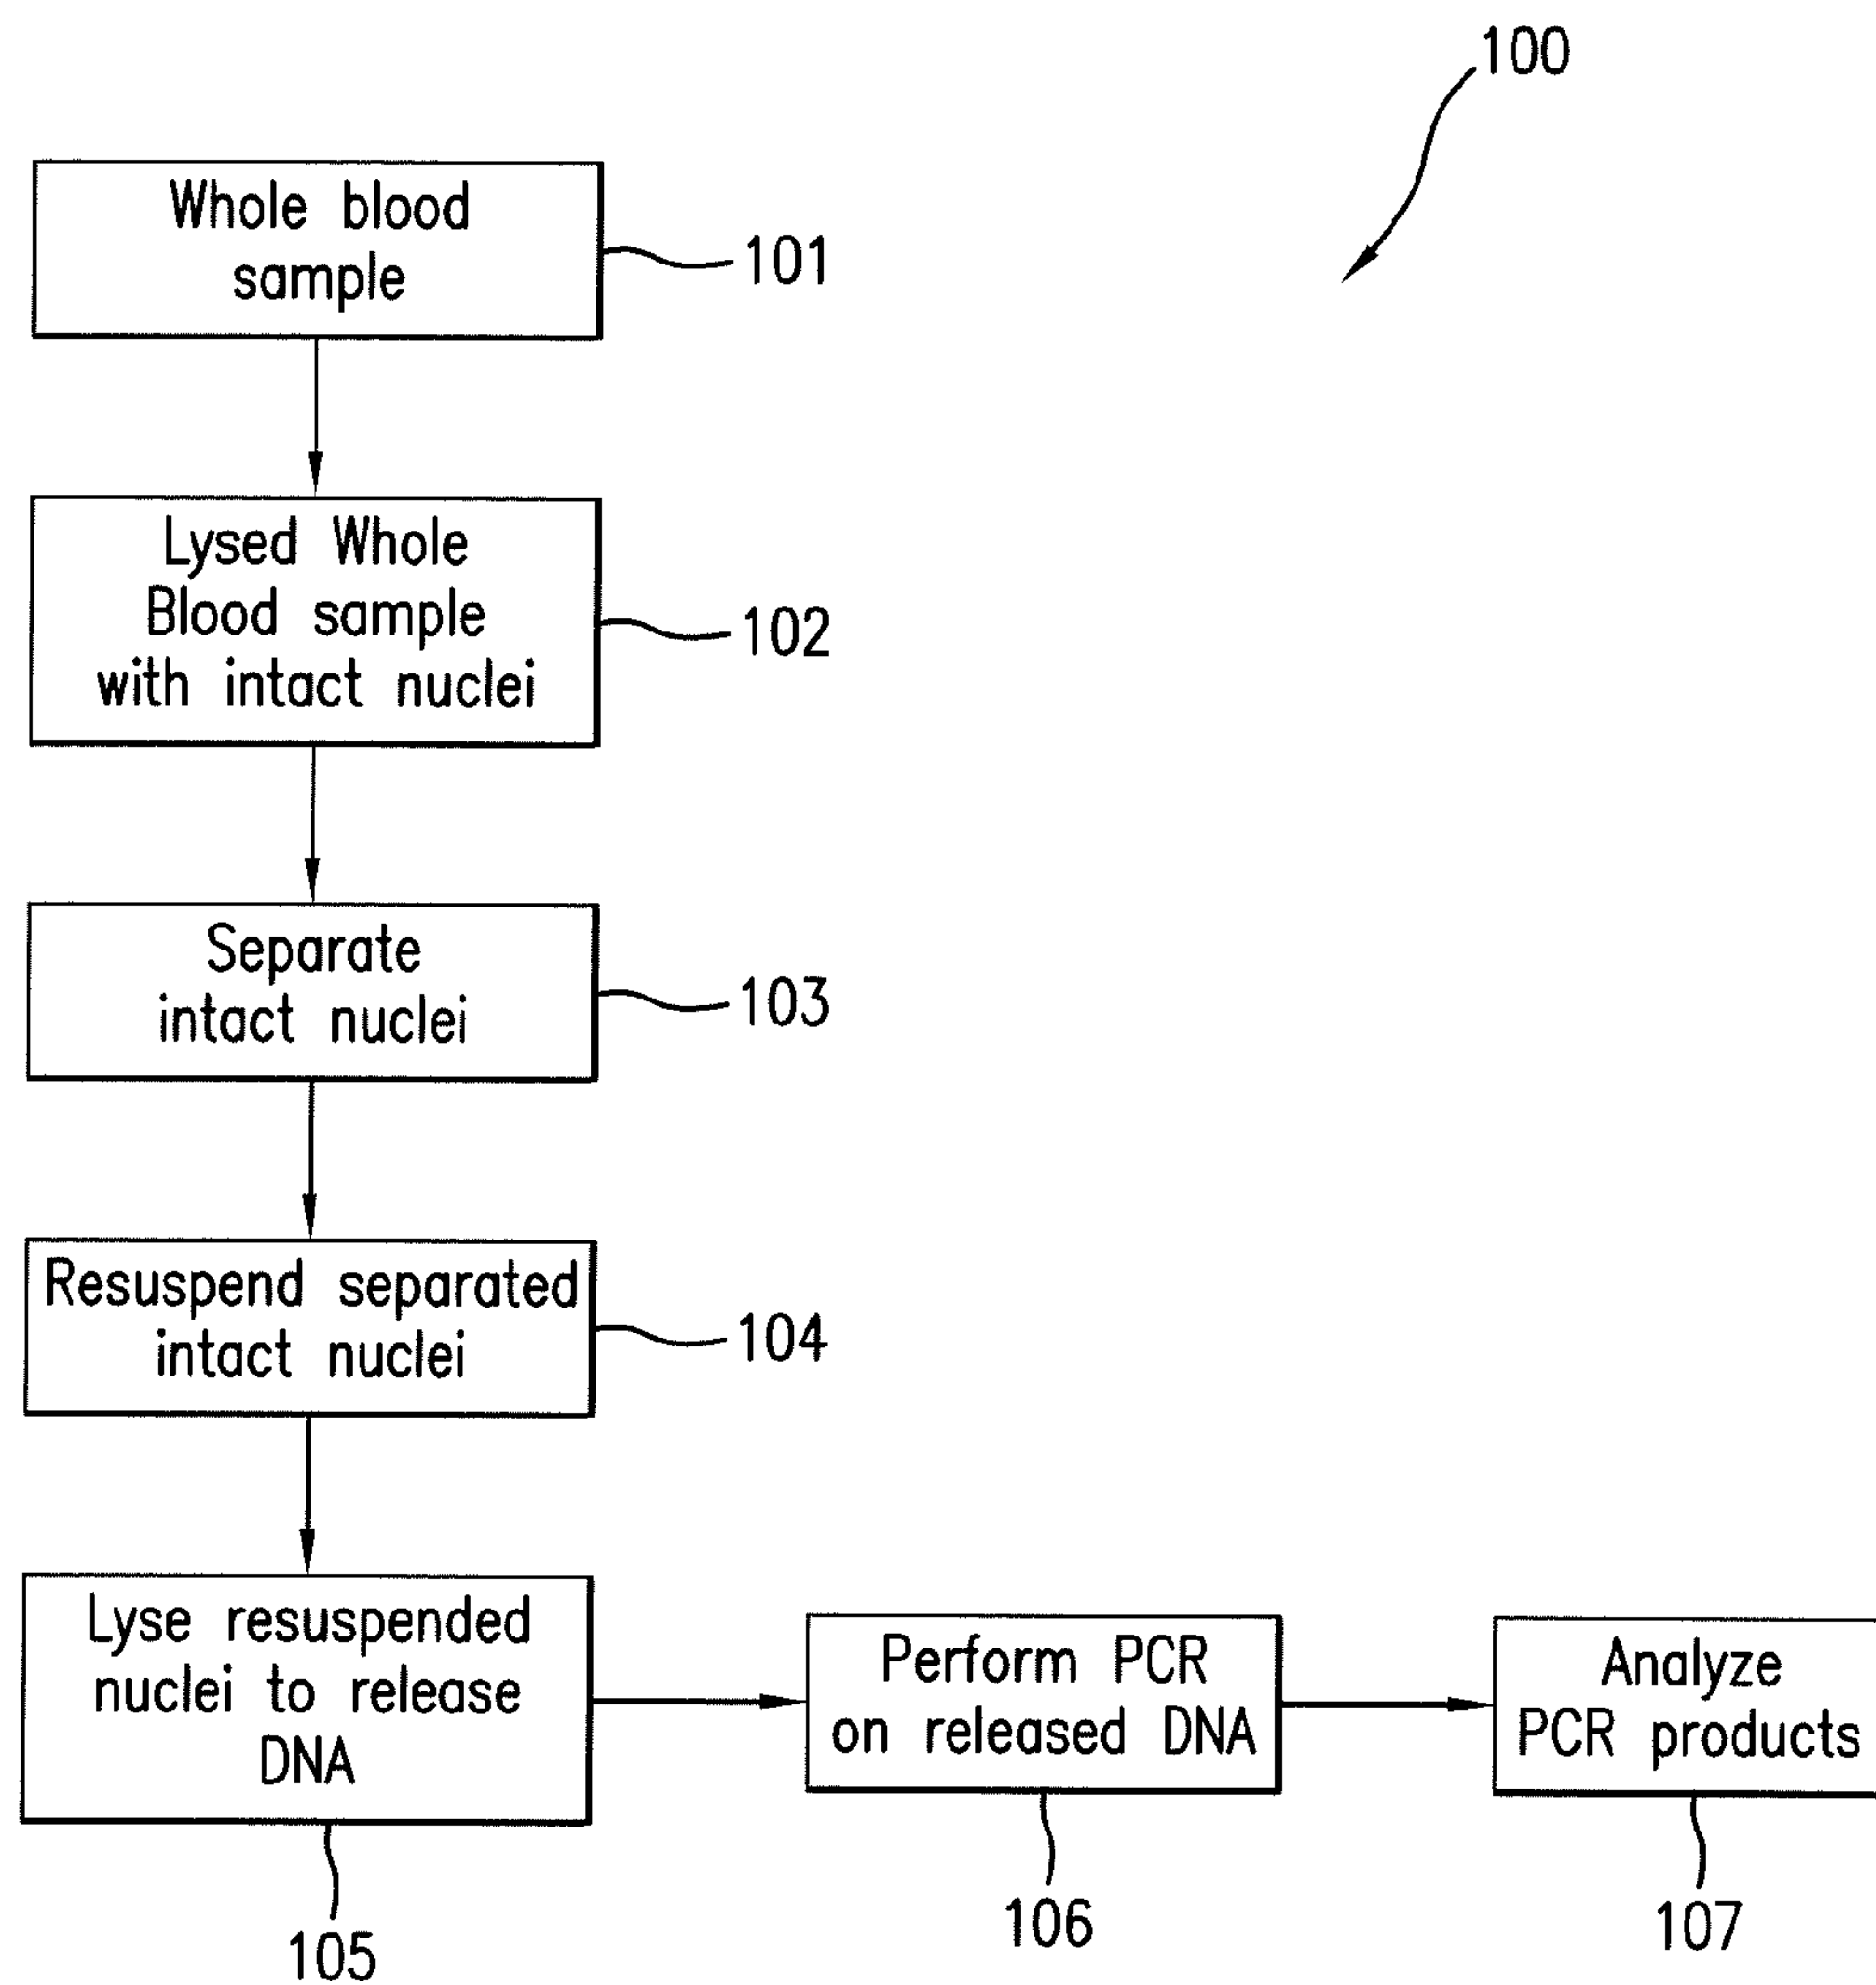 100
Whole blood
sample
101
Lysed Whole
Blood sample
with intact nuclei
102
Separate
intact nuclei
103
Resuspend separated
intact nuclei
104
Lyse resuspended
nuclei to release
DNA
105
Perform PCR
on released DNA
106
Analyze
PCR products
107